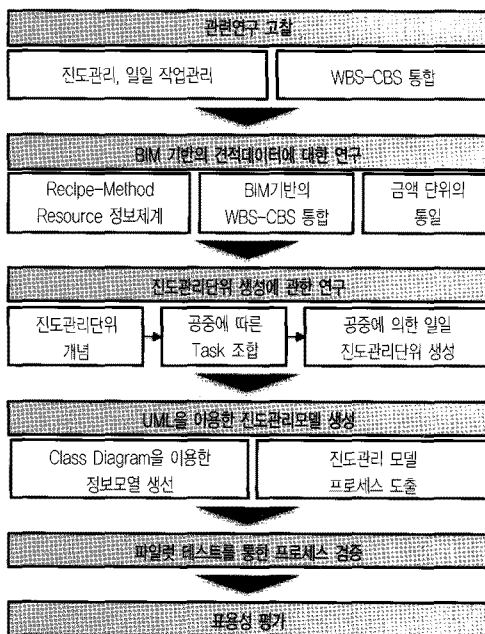 관련연구 고찰
진도관리, 일일 작업관리
WBS-CBS 통합
BIM 기반의 견적데이터에 대한 연구
Recipe-Method
Resource 정보체계
BIM기반의
WBS-CBS 통합
금액 단위의
통일
진도관리단위 생성에 관한 연구
진도관리단위
개념
공종에 따른
Task 조합
공종에 의한 일일
진도관리단위 생성
UML을 이용한 진도관리모델 생성
Class Diagram을 이용한
정보모열 생선
진도관리 모델
프로세스 도출
파일럿 테스트를 통한 프로세스 검증
효용성 평가